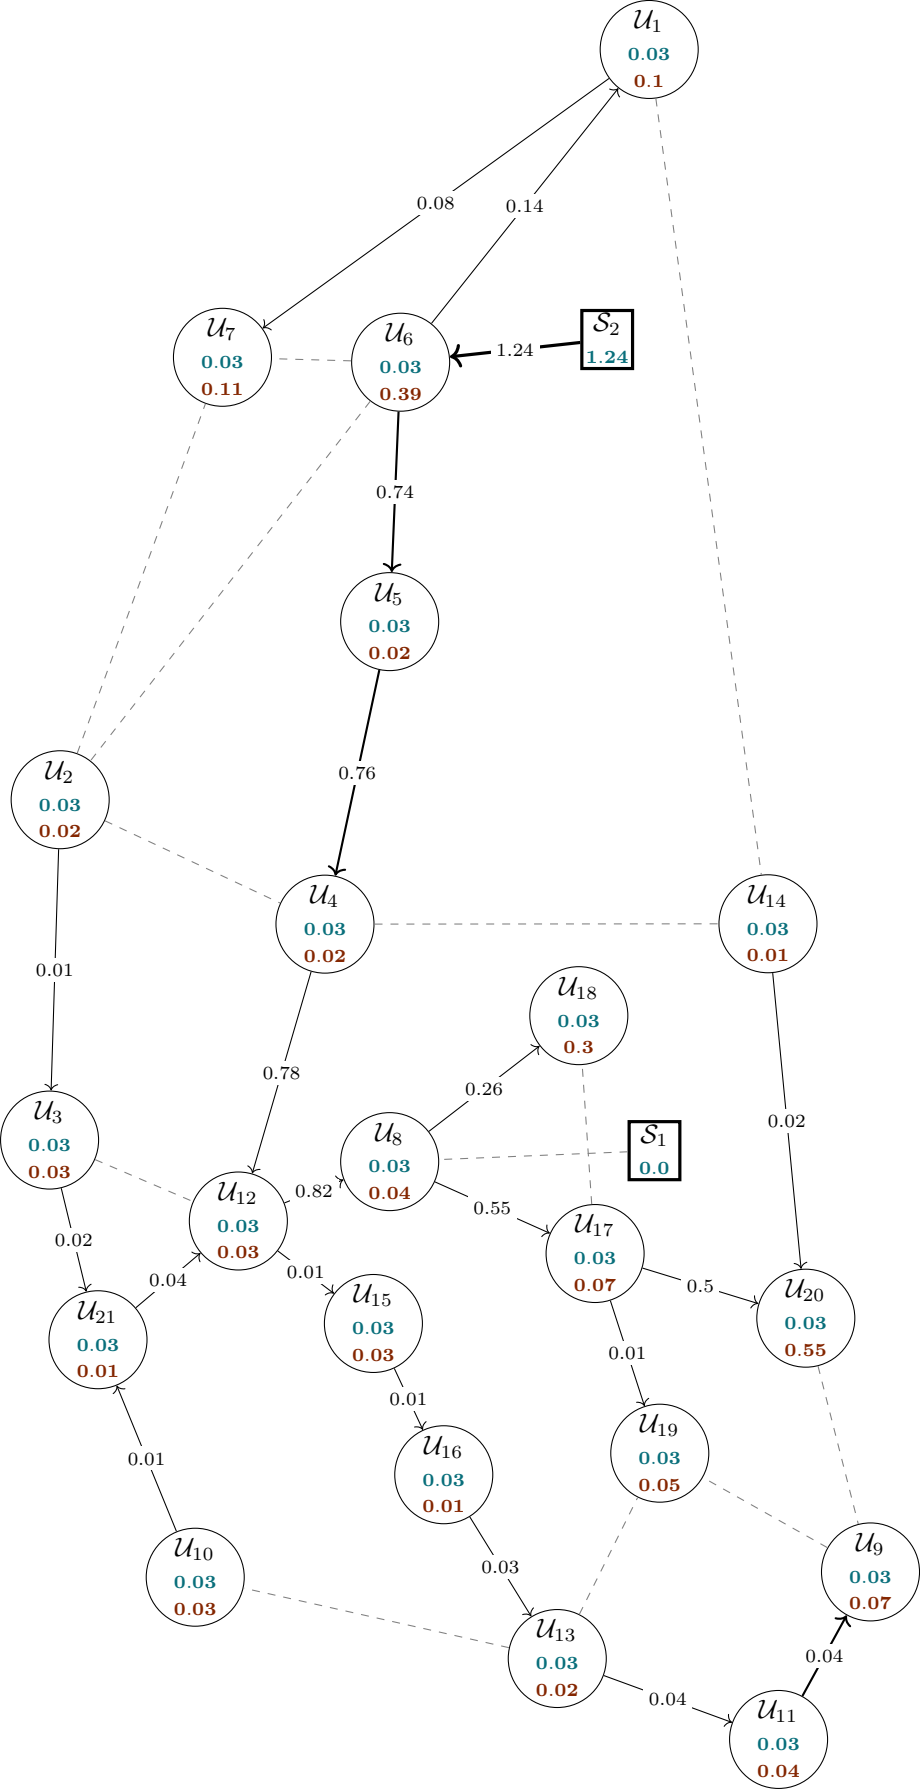 𝒰₁
0.03
0.1
0.08
0.14
𝒰₇
0.03
0.11
𝒰₆
0.03
0.39
1.24
𝒮₂
1.24
0.74
𝒰₅
0.03
0.02
0.76
𝒰₂
0.03
0.02
𝒰₄
0.03
0.02
𝒰₁₄
0.03
0.01
0.01
𝒰₁₈
0.03
0.3
0.78
0.26
0.02
𝒰₃
0.03
0.03
𝒰₈
0.03
0.04
𝒮₁
0.0
𝒰₁₂
0.03
0.03
0.82
0.55
𝒰₁₇
0.03
0.07
0.02
0.04
0.01
0.5
𝒰₂₀
0.03
0.55
𝒰₂₁
0.03
0.01
𝒰₁₅
0.03
0.03
0.01
0.01
𝒰₁₉
0.03
0.05
0.01
𝒰₁₆
0.03
0.01
𝒰₁₀
0.03
0.03
0.03
𝒰₉
0.03
0.07
𝒰₁₃
0.03
0.02
0.04
0.04
𝒰₁₁
0.03
0.04